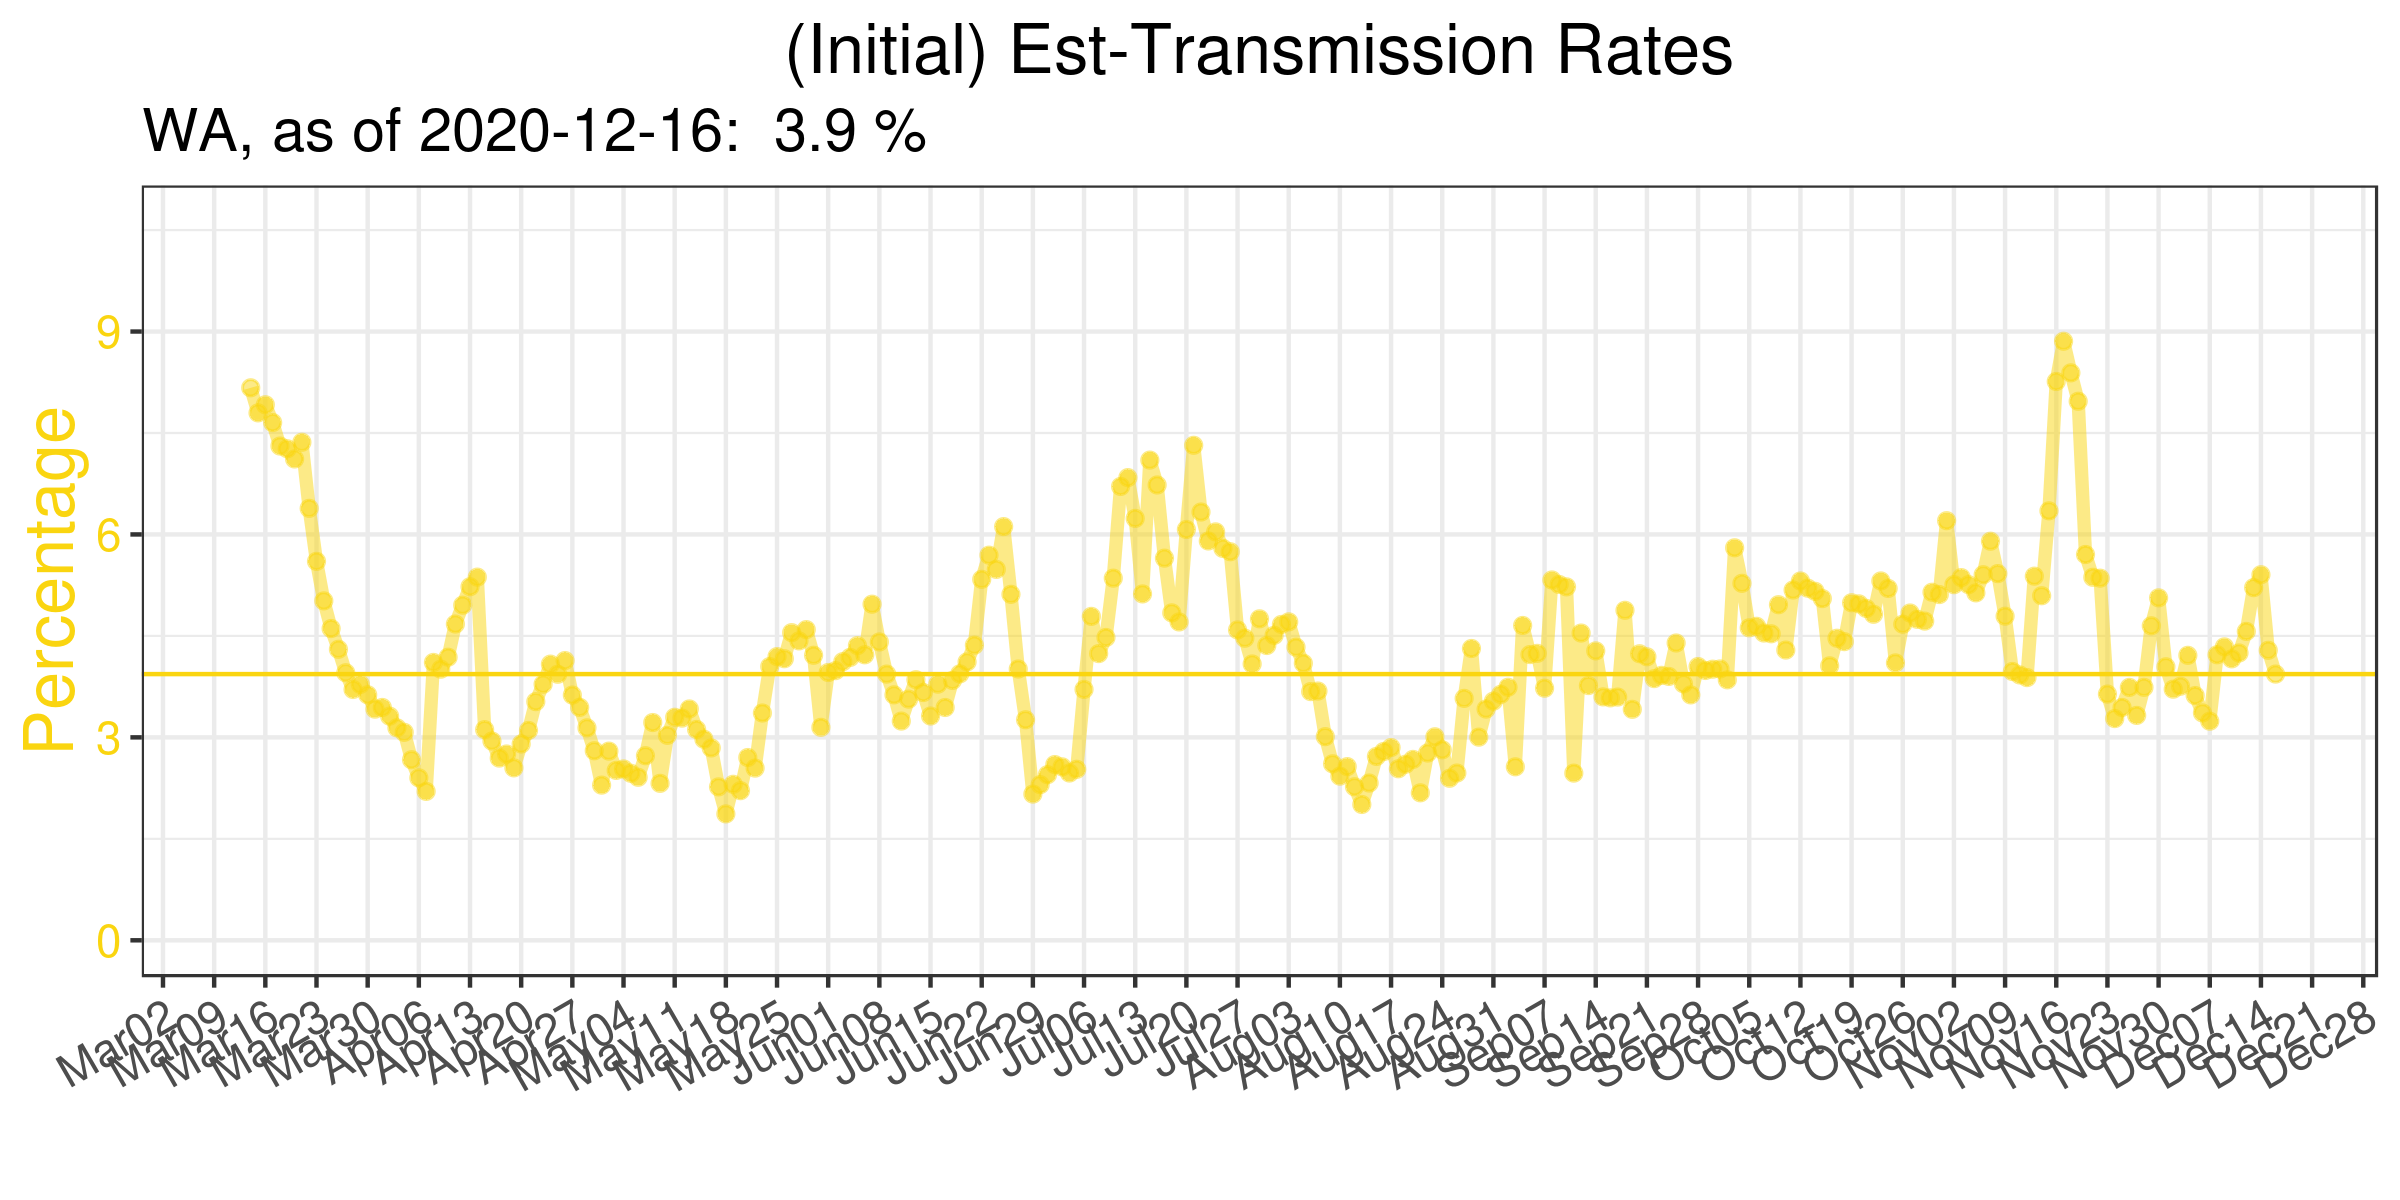 (Initial) Est-Transmission Rates
WA, as of 2020-12-16:  3.9 %
Percentage
9
6
3
0
Mar02
Mar09
Mar16
Mar23
Mar30
Apr06
Apr13
Apr20
Apr27
May04
May11
May18
May25
Jun01
Jun08
Jun15
Jun22
Jun29
Jul06
Jul13
Jul20
Jul27
Aug03
Aug10
Aug17
Aug24
Aug31
Sep07
Sep14
Sep21
Sep28
Oct05
Oct12
Oct19
Oct26
Nov02
Nov09
Nov16
Nov23
Nov30
Dec07
Dec14
Dec21
Dec28